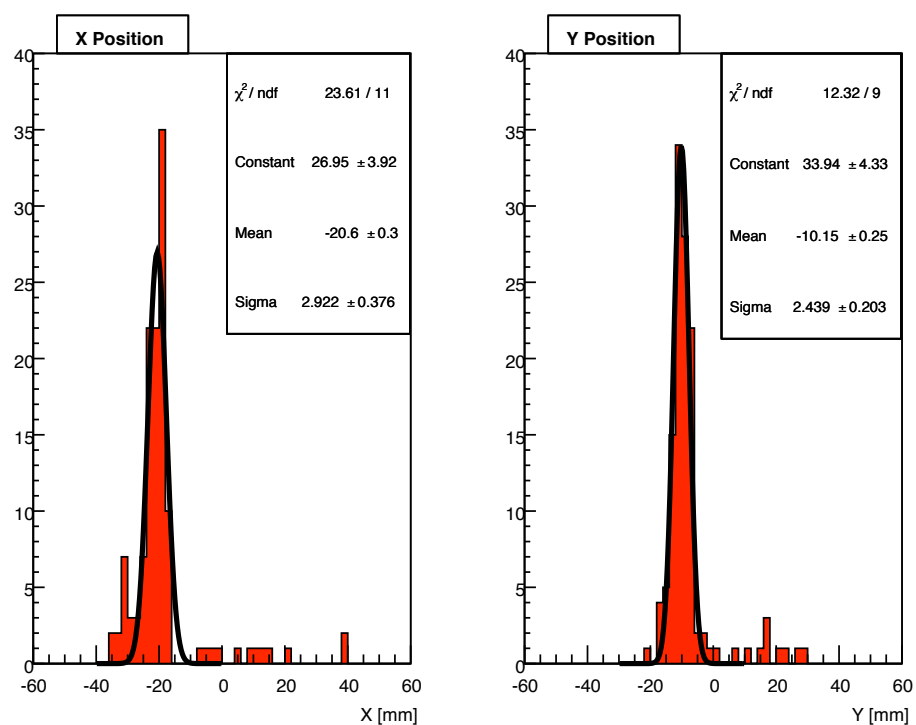 X Position
χ²/ ndf 23.61 / 11
Constant 26.95 ± 3.92
Mean -20.6 ± 0.3
Sigma 2.922 ± 0.376
40
35
30
25
20
15
10
5
0
-60 -40 -20 0 20 40 60
X [mm]
Y Position
χ²/ ndf 12.32 / 9
Constant 33.94 ± 4.33
Mean -10.15 ± 0.25
Sigma 2.439 ± 0.203
40
35
30
25
20
15
10
5
0
-60 -40 -20 0 20 40 60
Y [mm]